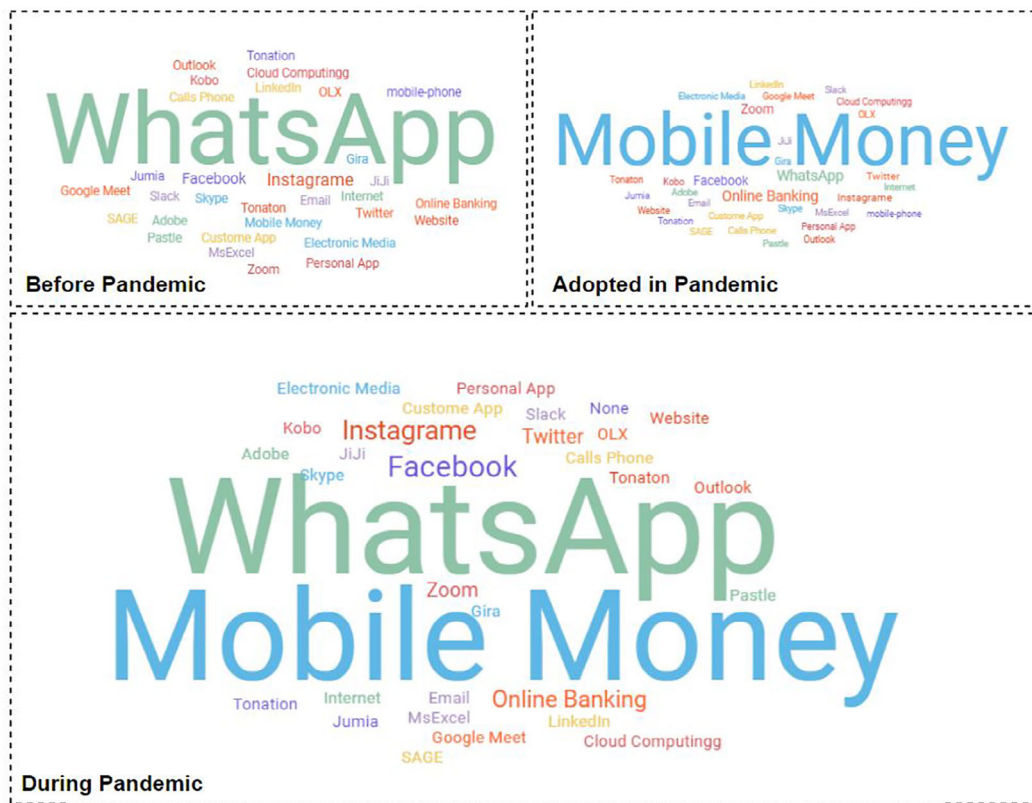 Tonation
Outlook
Cloud Computingg
Kobo
LinkedIn
OLX
mobile-phone
Calls Phone
WhatsApp
Gira
Jumia
Facebook
Instagrame
JiJi
Google Meet
Slack
Skype
Email
Internet
Online Banking
Tonaton
Twitter
SAGE
Adobe
Mobile Money
Website
Pastle
Custome App
Electronic Media
MsExcel
Zoom
Personal App
Before Pandemic
LinkedIn
Slack
Electronic Media
Google Meet
Cloud Computingg
Zoom
OLX
Mobile Money
JiJi
Gira
WhatsApp
Twitter
Tonaton
Kobo
Facebook
Internet
Jumia
Adobe
Online Banking
Instagrame
Email
Website
Skype
MsExcel
mobile-phone
Tonation
Custome App
SAGE
Calls Phone
Personal App
Pastle
Outlook
Adopted in Pandemic
Electronic Media
Personal App
Custome App
Slack
None
Website
Kobo
Instagrame
Twitter
OLX
Adobe
JiJi
Facebook
Calls Phone
Skype
Tonaton
Outlook
WhatsApp
Zoom
Pastle
Gira
Mobile Money
Tonation
Internet
Email
Online Banking
Jumia
MsExcel
LinkedIn
Google Meet
Cloud Computingg
SAGE
During Pandemic